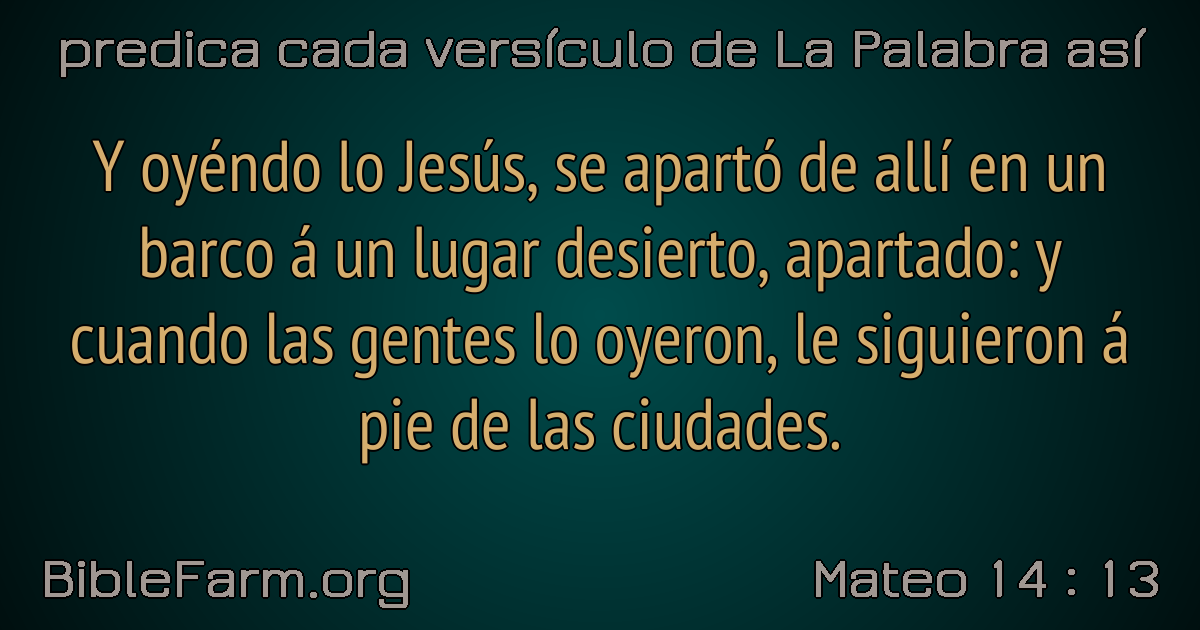 predica cada versículo de La Palabra así
Y oyéndo lo Jesús, se apartó de allí en un
barco á un lugar desierto, apartado: y
cuando las gentes lo oyeron, le siguieron á
pie de las ciudades.
BibleFarm.org
Mateo 14 : 13